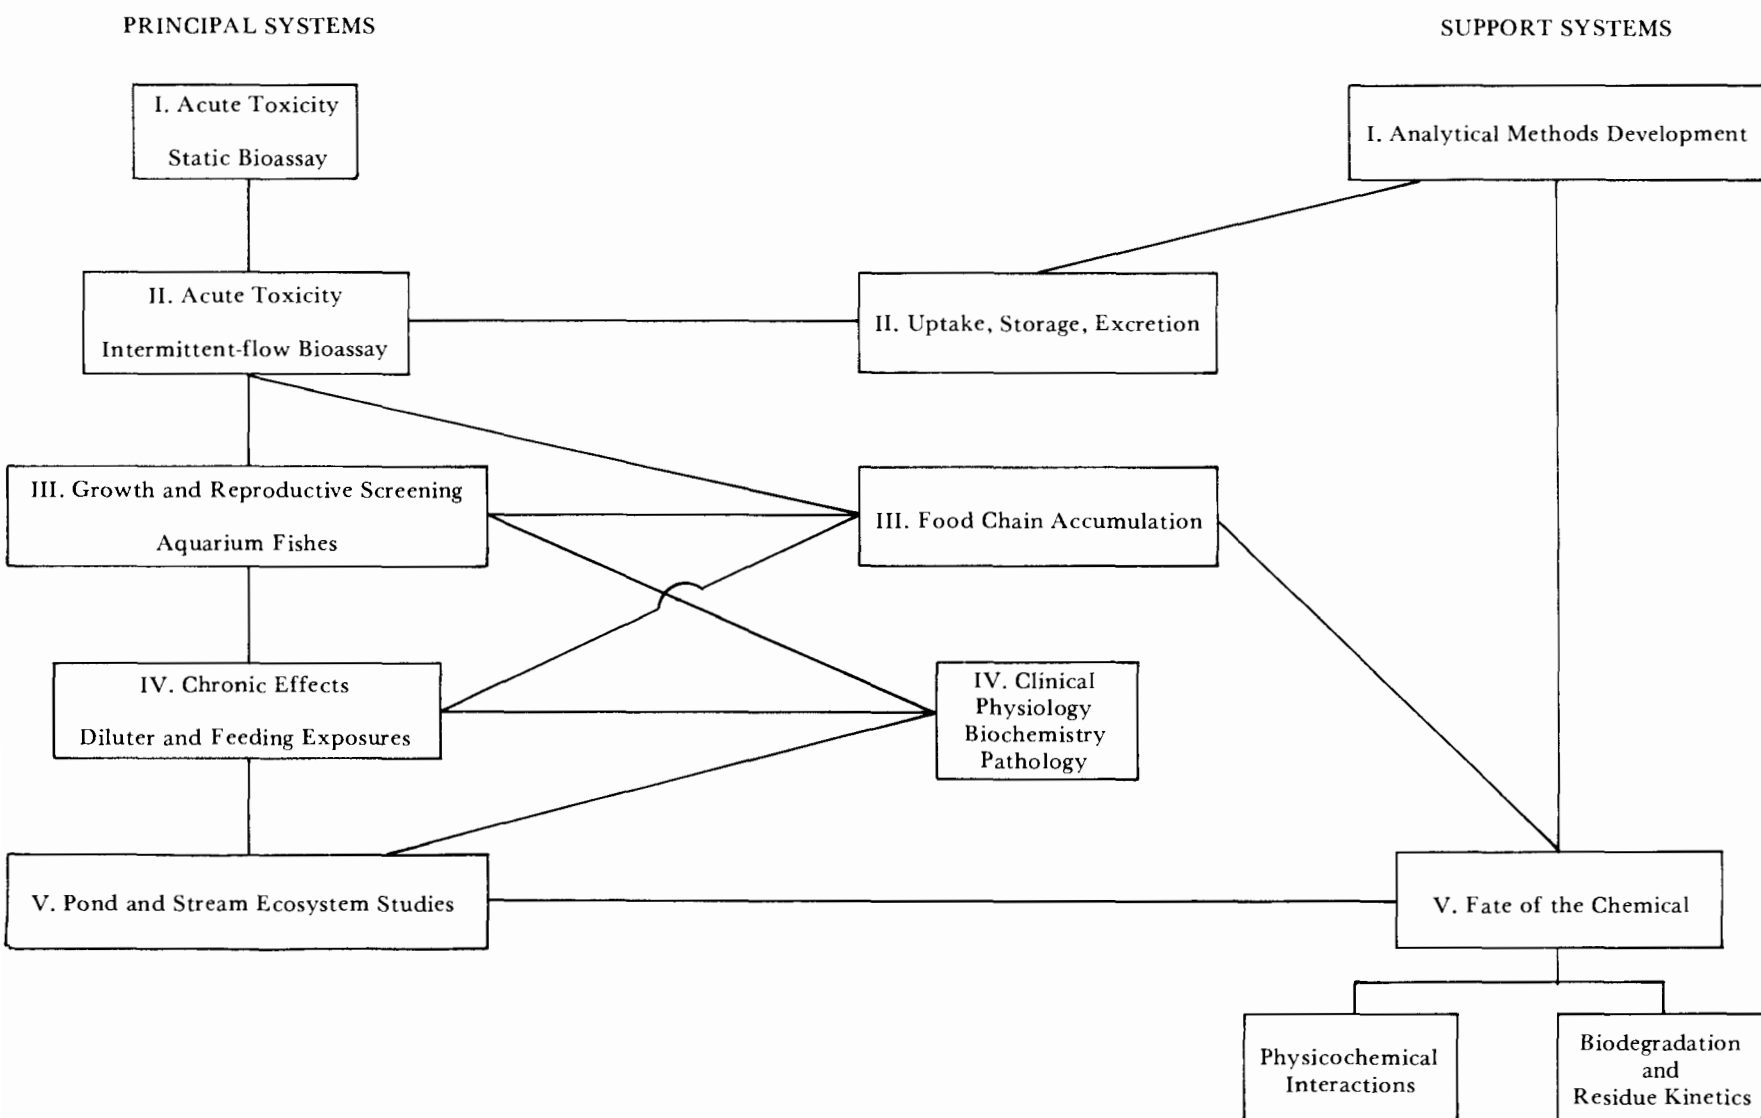 PRINCIPAL SYSTEMS
SUPPORT SYSTEMS
I. Acute Toxicity
Static Bioassay
I. Analytical Methods Development
II. Acute Toxicity
Intermittent-flow Bioassay
II. Uptake, Storage, Excretion
III. Growth and Reproductive Screening
Aquarium Fishes
III. Food Chain Accumulation
IV. Chronic Effects
Diluter and Feeding Exposures
IV. Clinical
Physiology
Biochemistry
Pathology
V. Pond and Stream Ecosystem Studies
V. Fate of the Chemical
Physicochemical
Interactions
Biodegradation
and
Residue Kinetics